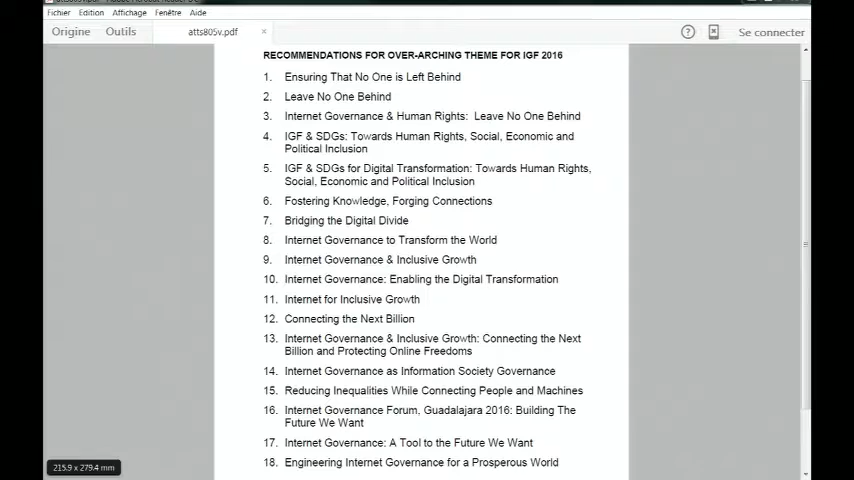 Fichier Edition Affichage Fenêtre Aide
Origine Outils atts805v.pdf × ? Se connecter
RECOMMENDATIONS FOR OVER-ARCHING THEME FOR IGF 2016
1. Ensuring That No One is Left Behind
2. Leave No One Behind
3. Internet Governance & Human Rights: Leave No One Behind
4. IGF & SDGs: Towards Human Rights, Social, Economic and
Political Inclusion
5. IGF & SDGs for Digital Transformation: Towards Human Rights,
Social, Economic and Political Inclusion
6. Fostering Knowledge, Forging Connections
7. Bridging the Digital Divide
8. Internet Governance to Transform the World
9. Internet Governance & Inclusive Growth
10. Internet Governance: Enabling the Digital Transformation
11. Internet for Inclusive Growth
12. Connecting the Next Billion
13. Internet Governance & Inclusive Growth: Connecting the Next
Billion and Protecting Online Freedoms
14. Internet Governance as Information Society Governance
15. Reducing Inequalities While Connecting People and Machines
16. Internet Governance Forum, Guadalajara 2016: Building The
Future We Want
17. Internet Governance: A Tool to the Future We Want
18. Engineering Internet Governance for a Prosperous World
215.9 x 279.4 mm